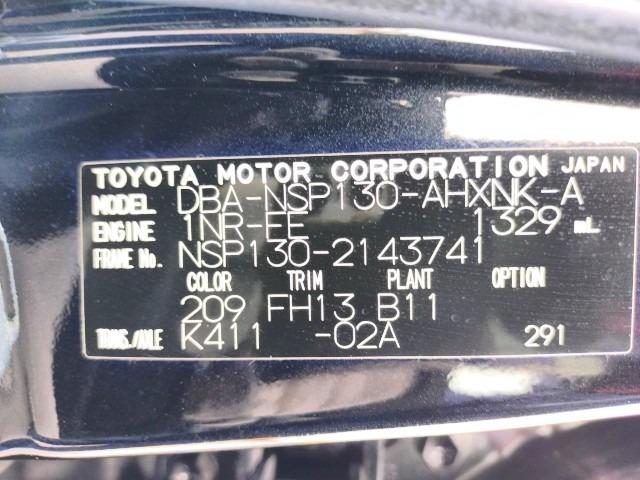 TOYOTA MOTOR CORPORATION JAPAN
MODEL DBA-NSP130-AHXNK-A
ENGINE 1NR-FE 1329 mL
FRAME No. NSP130-2143741
COLOR TRIM PLANT OPTION
209 FH13 B11
TRANS./AXLE K411 -02A 291